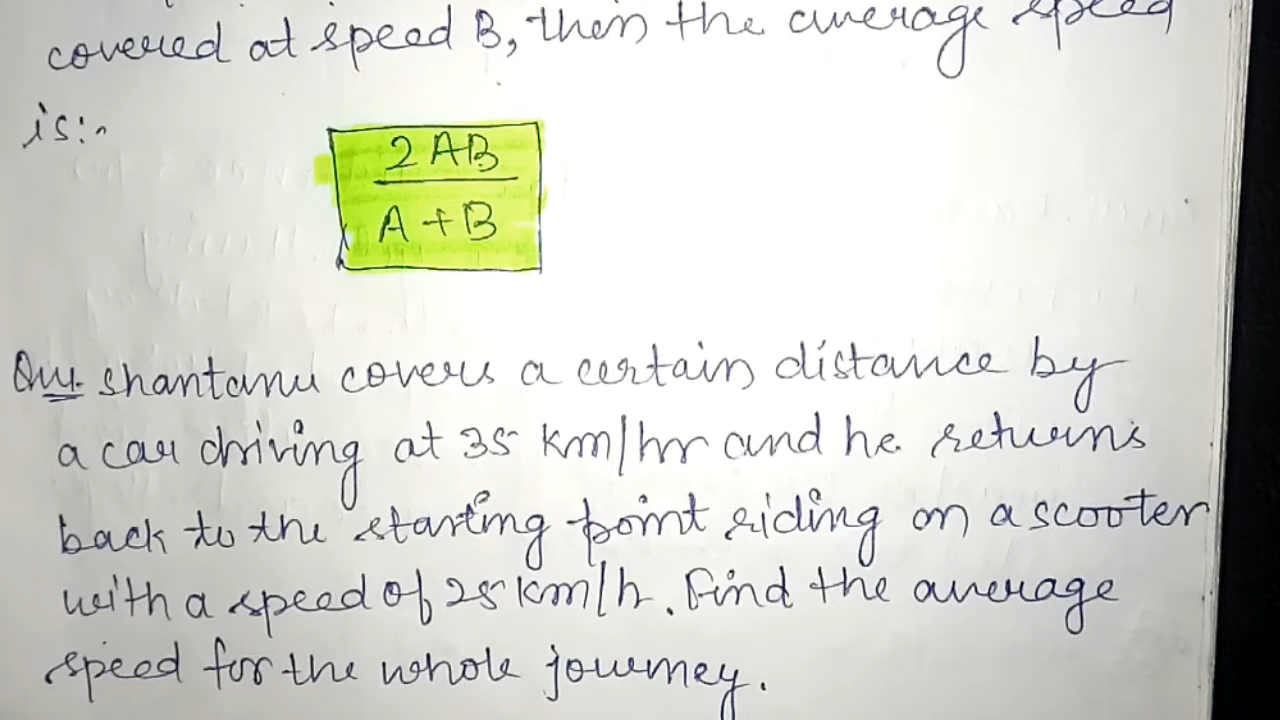 covered at speed B, then the average speed
is:-
2AB
A + B
Ques. shantanu covers a certain distance by
a car driving at 35 km/hr and he returns
back to the starting point riding on a scooter
with a speed of 25 km/h. Find the average
speed for the whole journey.